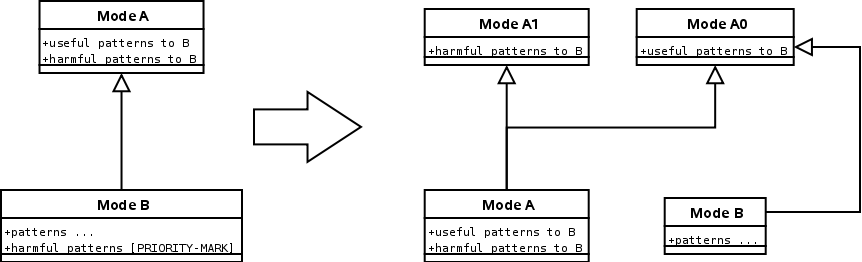 Mode A
+useful patterns to B
+harmful patterns to B
Mode B
+patterns ...
+harmful patterns [PRIORITY-MARK]
Mode A1
+harmful patterns to B
Mode A0
+useful patterns to B
Mode A
+useful patterns to B
+harmful patterns to B
Mode B
+patterns ...